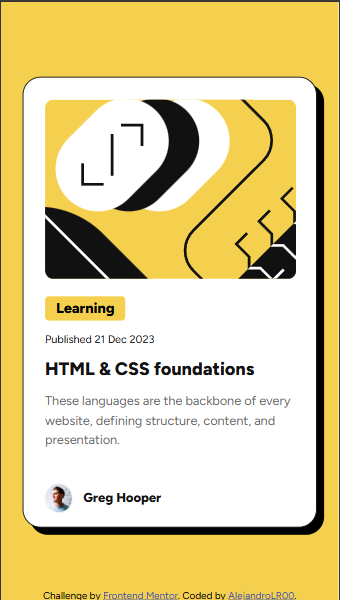 Learning
Published 21 Dec 2023
HTML & CSS foundations
These languages are the backbone of every
website, defining structure, content, and
presentation.
Greg Hooper
Challenge by Frontend Mentor. Coded by AlejandroLR00.